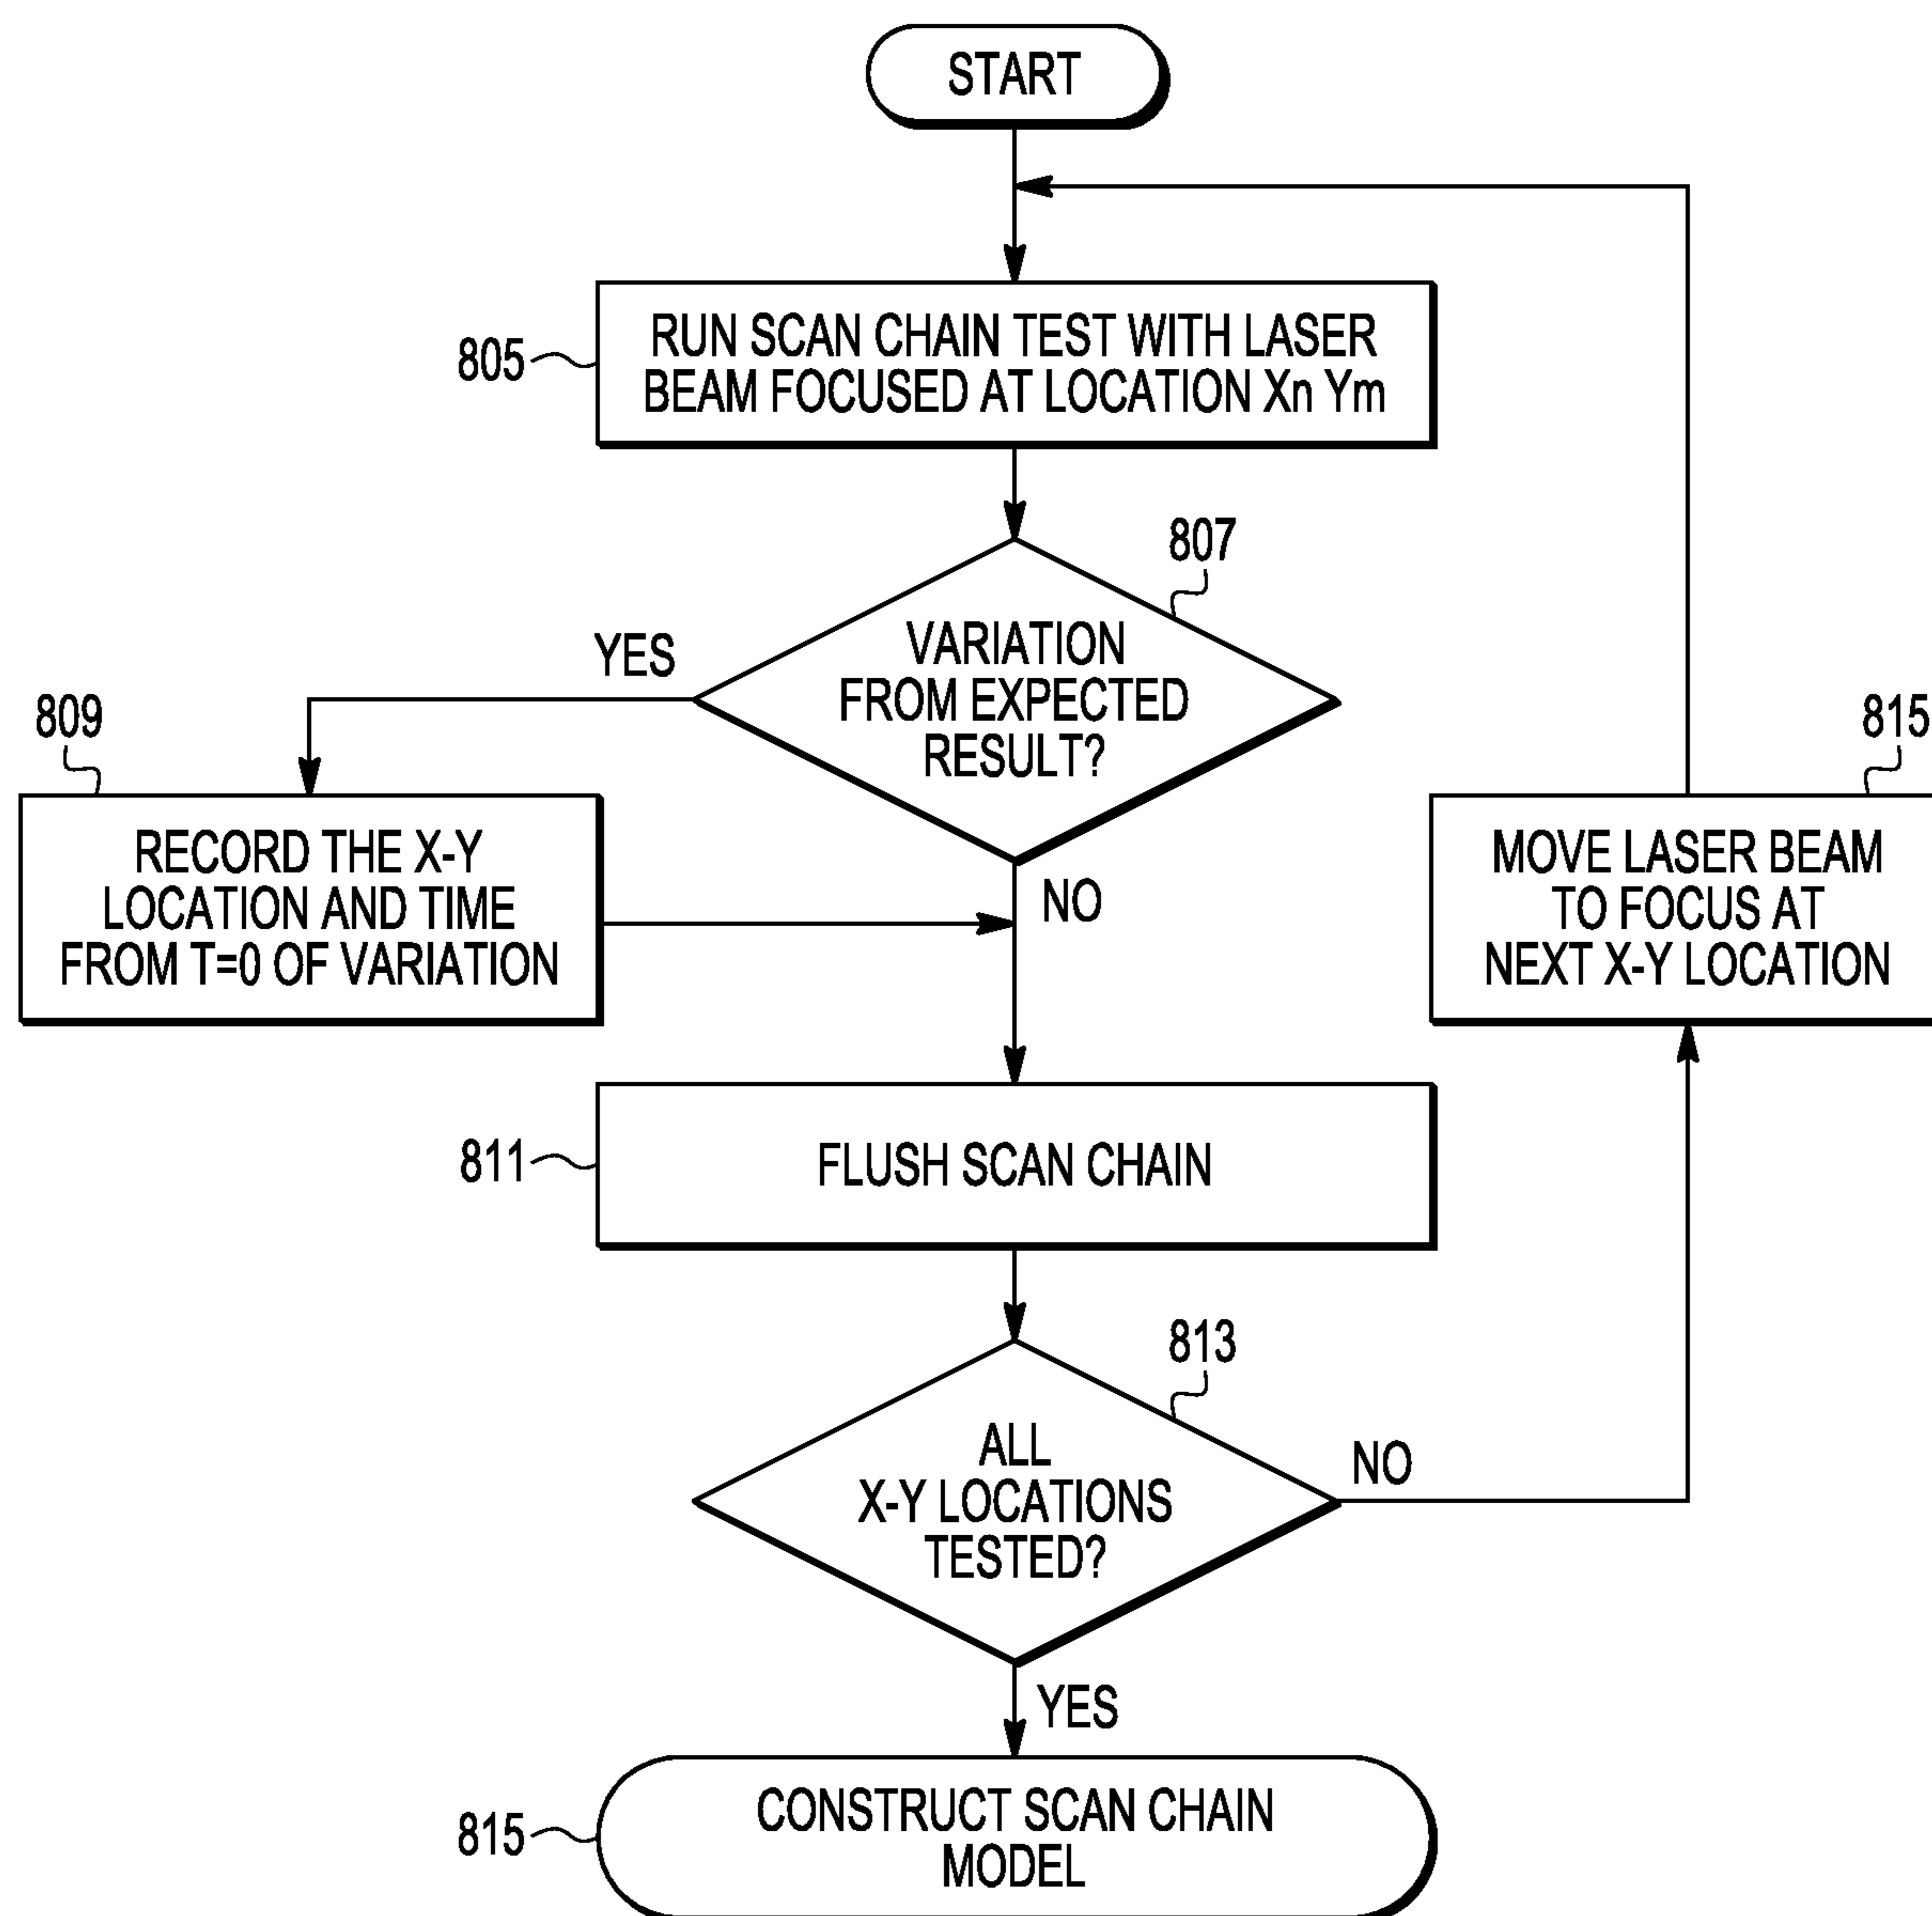 START
805
RUN SCAN CHAIN TEST WITH LASER
BEAM FOCUSED AT LOCATION Xn Ym
807
VARIATION
FROM EXPECTED
RESULT?
YES
NO
809
RECORD THE X-Y
LOCATION AND TIME
FROM T=0 OF VARIATION
815
MOVE LASER BEAM
TO FOCUS AT
NEXT X-Y LOCATION
811
FLUSH SCAN CHAIN
813
ALL
X-Y LOCATIONS
TESTED?
NO
YES
815
CONSTRUCT SCAN CHAIN
MODEL